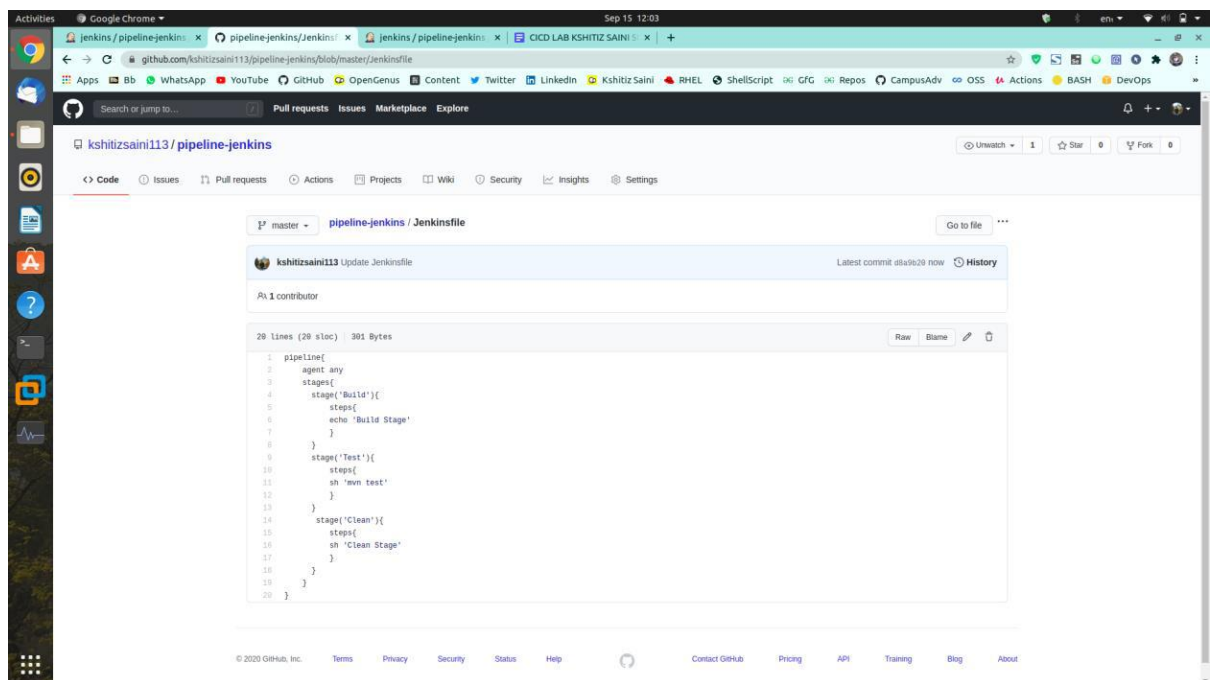 Activities Google Chrome Sep 15 12:03 en
jenkins / pipeline-jenkins pipeline-jenkins/Jenkinsf jenkins / pipeline-jenkins CICD LAB KSHITIZ SAINI
github.com/kshitizsaini113/pipeline-jenkins/blob/master/Jenkinsfile
Apps Bb WhatsApp YouTube GitHub OpenGenus Content Twitter LinkedIn Kshitiz Saini RHEL ShellScript GFG Repos CampusAdv OSS Actions BASH DevOps »
Search or jump to... / Pull requests Issues Marketplace Explore
kshitizsaini113 / pipeline-jenkins Unwatch 1 Star 0 Fork 0
<> Code Issues Pull requests Actions Projects Wiki Security Insights Settings
master pipeline-jenkins / Jenkinsfile Go to file ...
kshitizsaini113 Update Jenkinsfile Latest commit d8a9b20 now History
1 contributor
20 lines (20 sloc) 301 Bytes Raw Blame
1 pipeline{
2 agent any
3 stages{
4 stage('Build'){
5 steps{
6 echo 'Build Stage'
7 }
8 }
9 stage('Test'){
10 steps{
11 sh 'mvn test'
12 }
13 }
14 stage('Clean'){
15 steps{
16 sh 'Clean Stage'
17 }
18 }
19 }
20 }
© 2020 GitHub, Inc. Terms Privacy Security Status Help Contact GitHub Pricing API Training Blog About